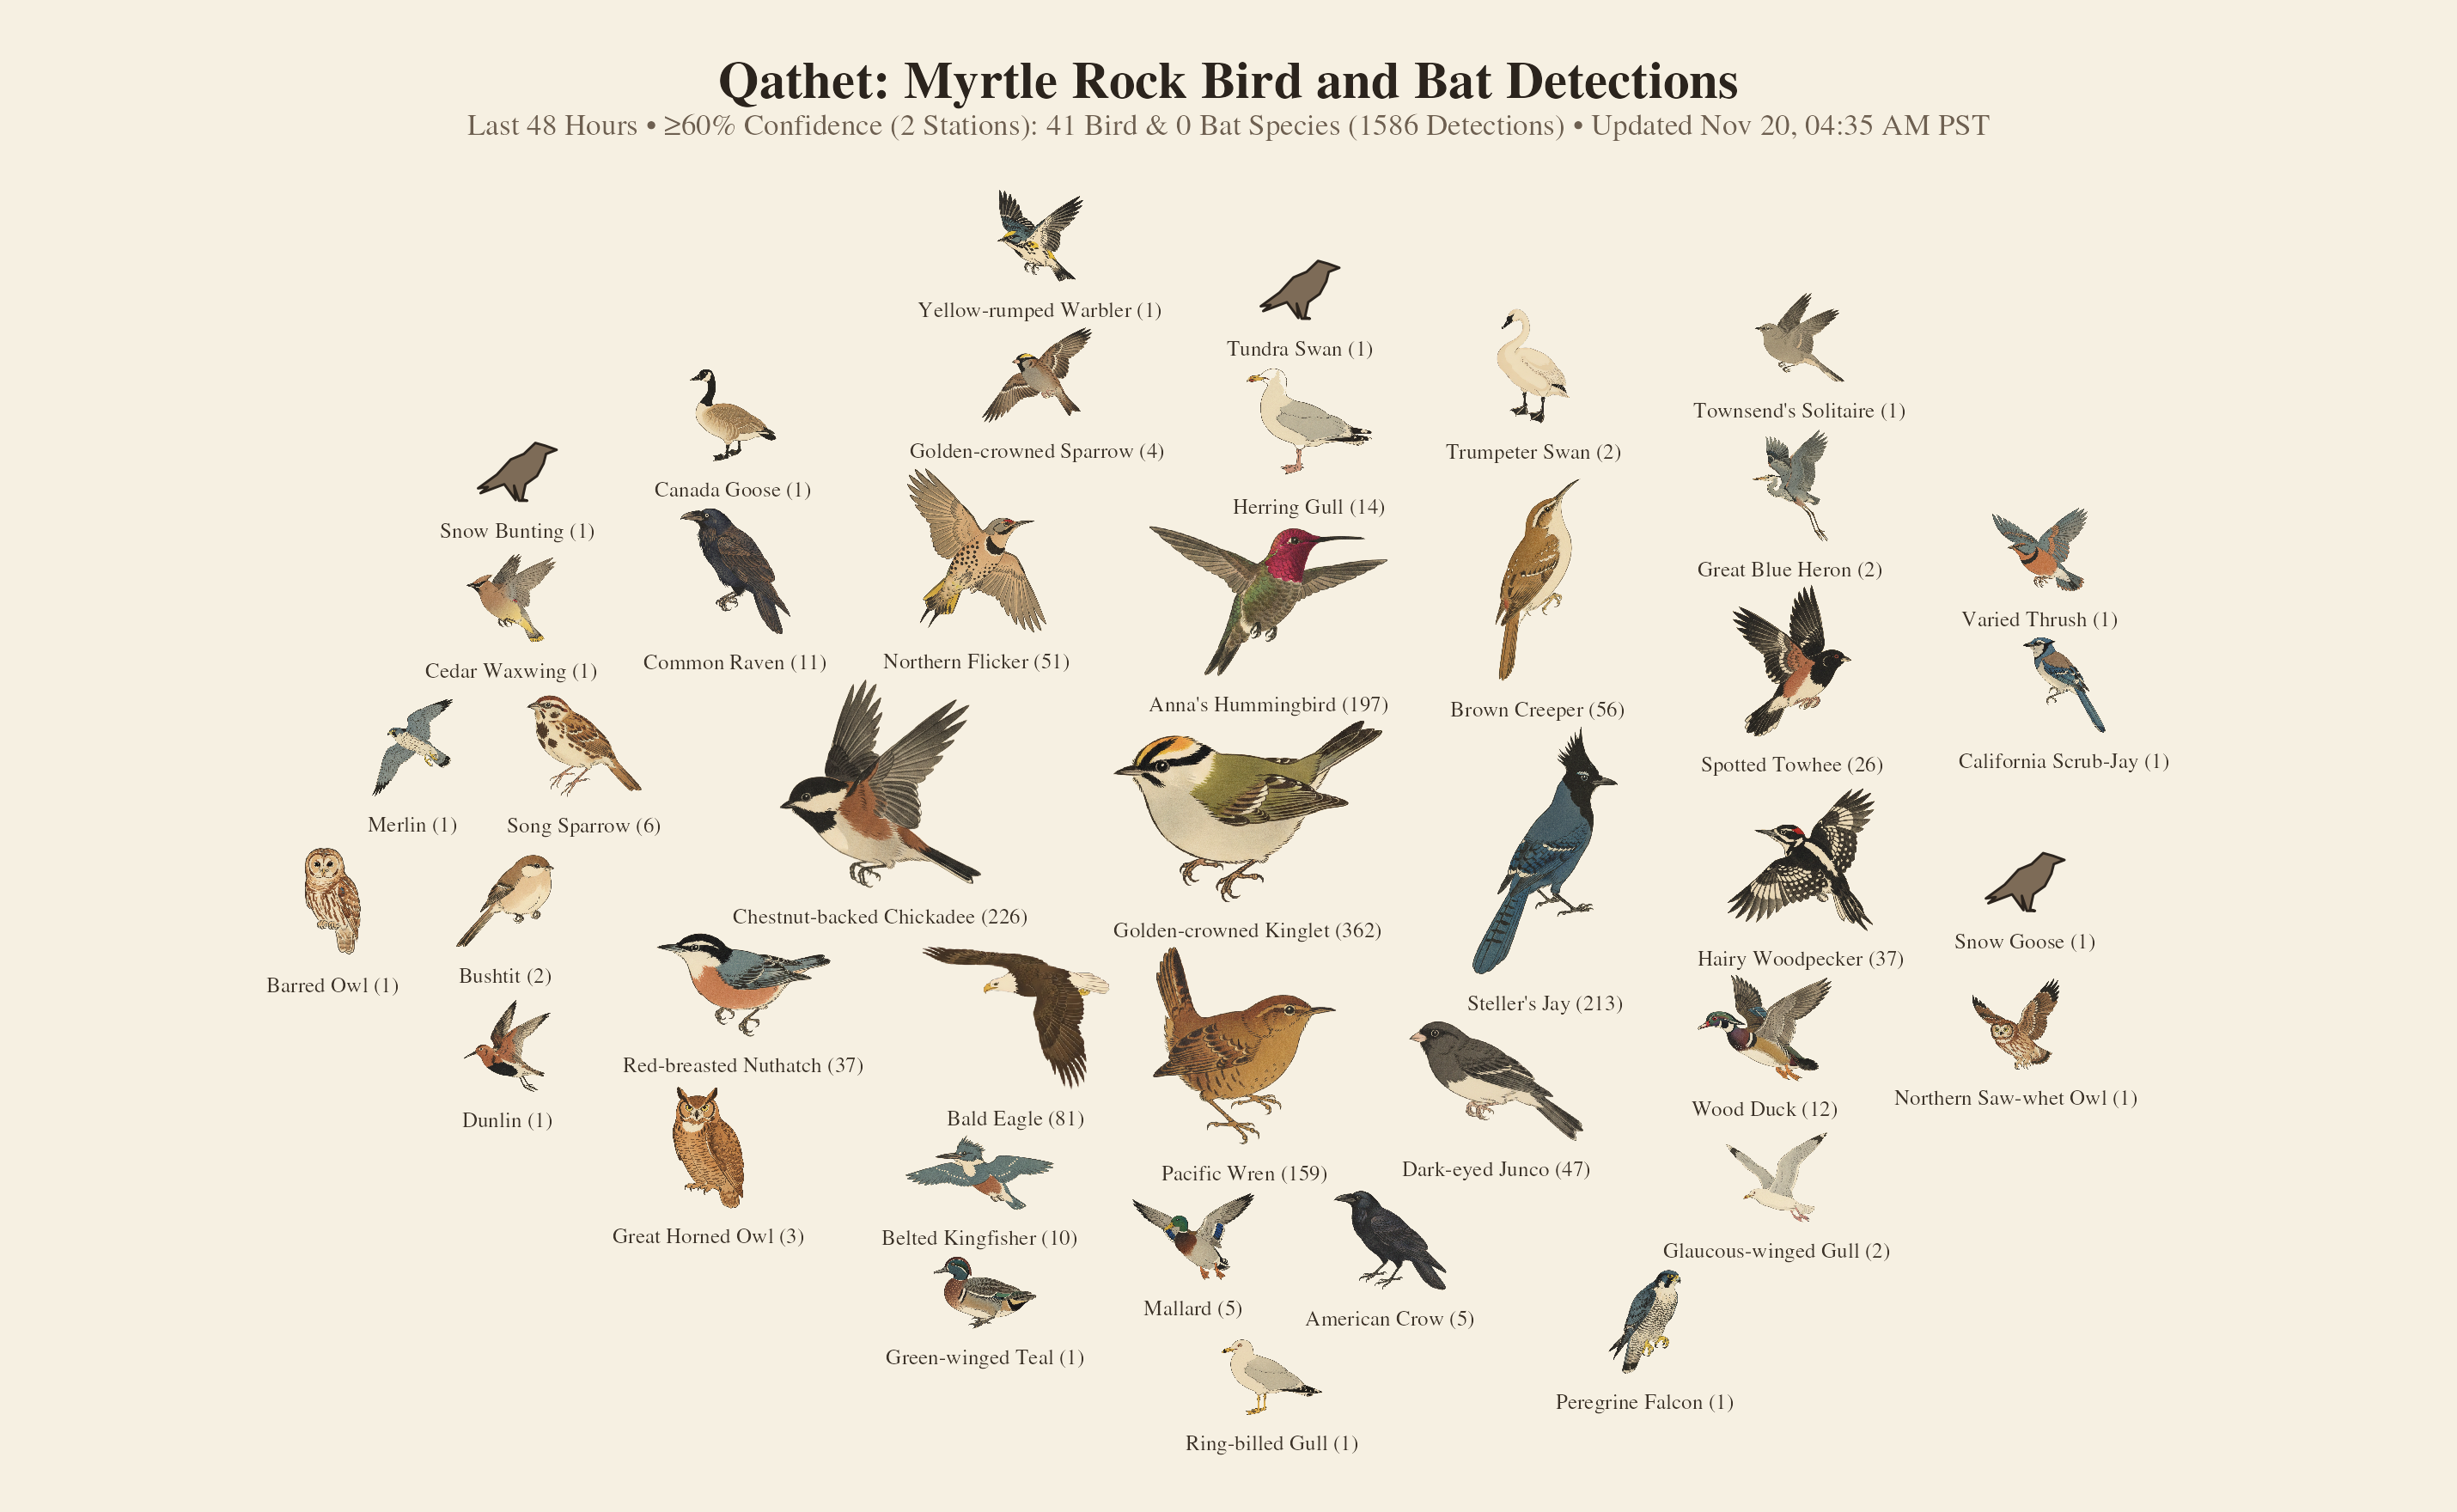 Qathet: Myrtle Rock Bird and Bat Detections
Last 48 Hours • ≥60% Confidence (2 Stations): 41 Bird & 0 Bat Species (1586 Detections) • Updated Nov 20, 04:35 AM PST
Yellow-rumped Warbler (1)
Tundra Swan (1)
Townsend's Solitaire (1)
Golden-crowned Sparrow (4)
Trumpeter Swan (2)
Canada Goose (1)
Herring Gull (14)
Snow Bunting (1)
Great Blue Heron (2)
Varied Thrush (1)
Northern Flicker (51)
Common Raven (11)
Cedar Waxwing (1)
Anna's Hummingbird (197)
Brown Creeper (56)
California Scrub-Jay (1)
Spotted Towhee (26)
Merlin (1)
Song Sparrow (6)
Chestnut-backed Chickadee (226)
Golden-crowned Kinglet (362)
Snow Goose (1)
Hairy Woodpecker (37)
Bushtit (2)
Barred Owl (1)
Steller's Jay (213)
Red-breasted Nuthatch (37)
Northern Saw-whet Owl (1)
Wood Duck (12)
Bald Eagle (81)
Dunlin (1)
Dark-eyed Junco (47)
Pacific Wren (159)
Great Horned Owl (3)
Belted Kingfisher (10)
Glaucous-winged Gull (2)
Mallard (5)
American Crow (5)
Green-winged Teal (1)
Peregrine Falcon (1)
Ring-billed Gull (1)